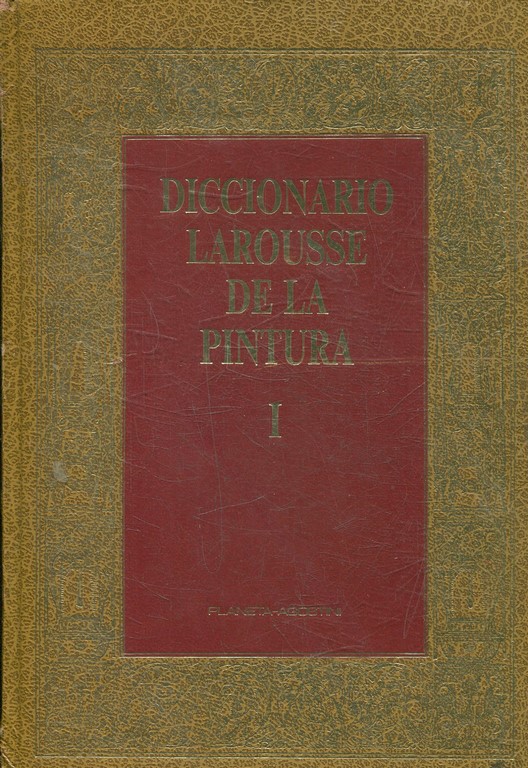 DICCIONARIO
LAROUSSE
DE LA
PINTURA
I
PLANETA-AGOSTINI